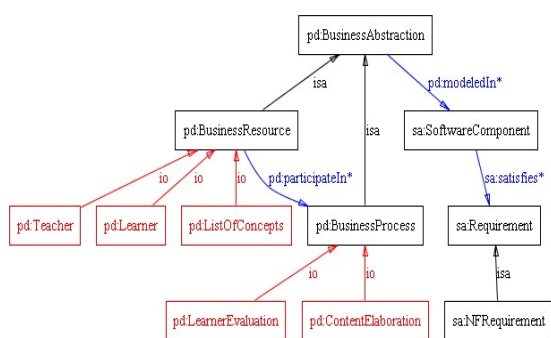 pd:BusinessAbstraction
isa
pd:modeledIn*
pd:BusinessResource
isa
sa:SoftwareComponent
io
io
io
pd:participateIn*
sa:satisfies*
pd:Teacher
pd:Learner
pd:ListOfConcepts
pd:BusinessProcess
sa:Requirement
io
io
isa
pd:LearnerEvaluation
pd:ContentElaboration
sa:NFRequirement